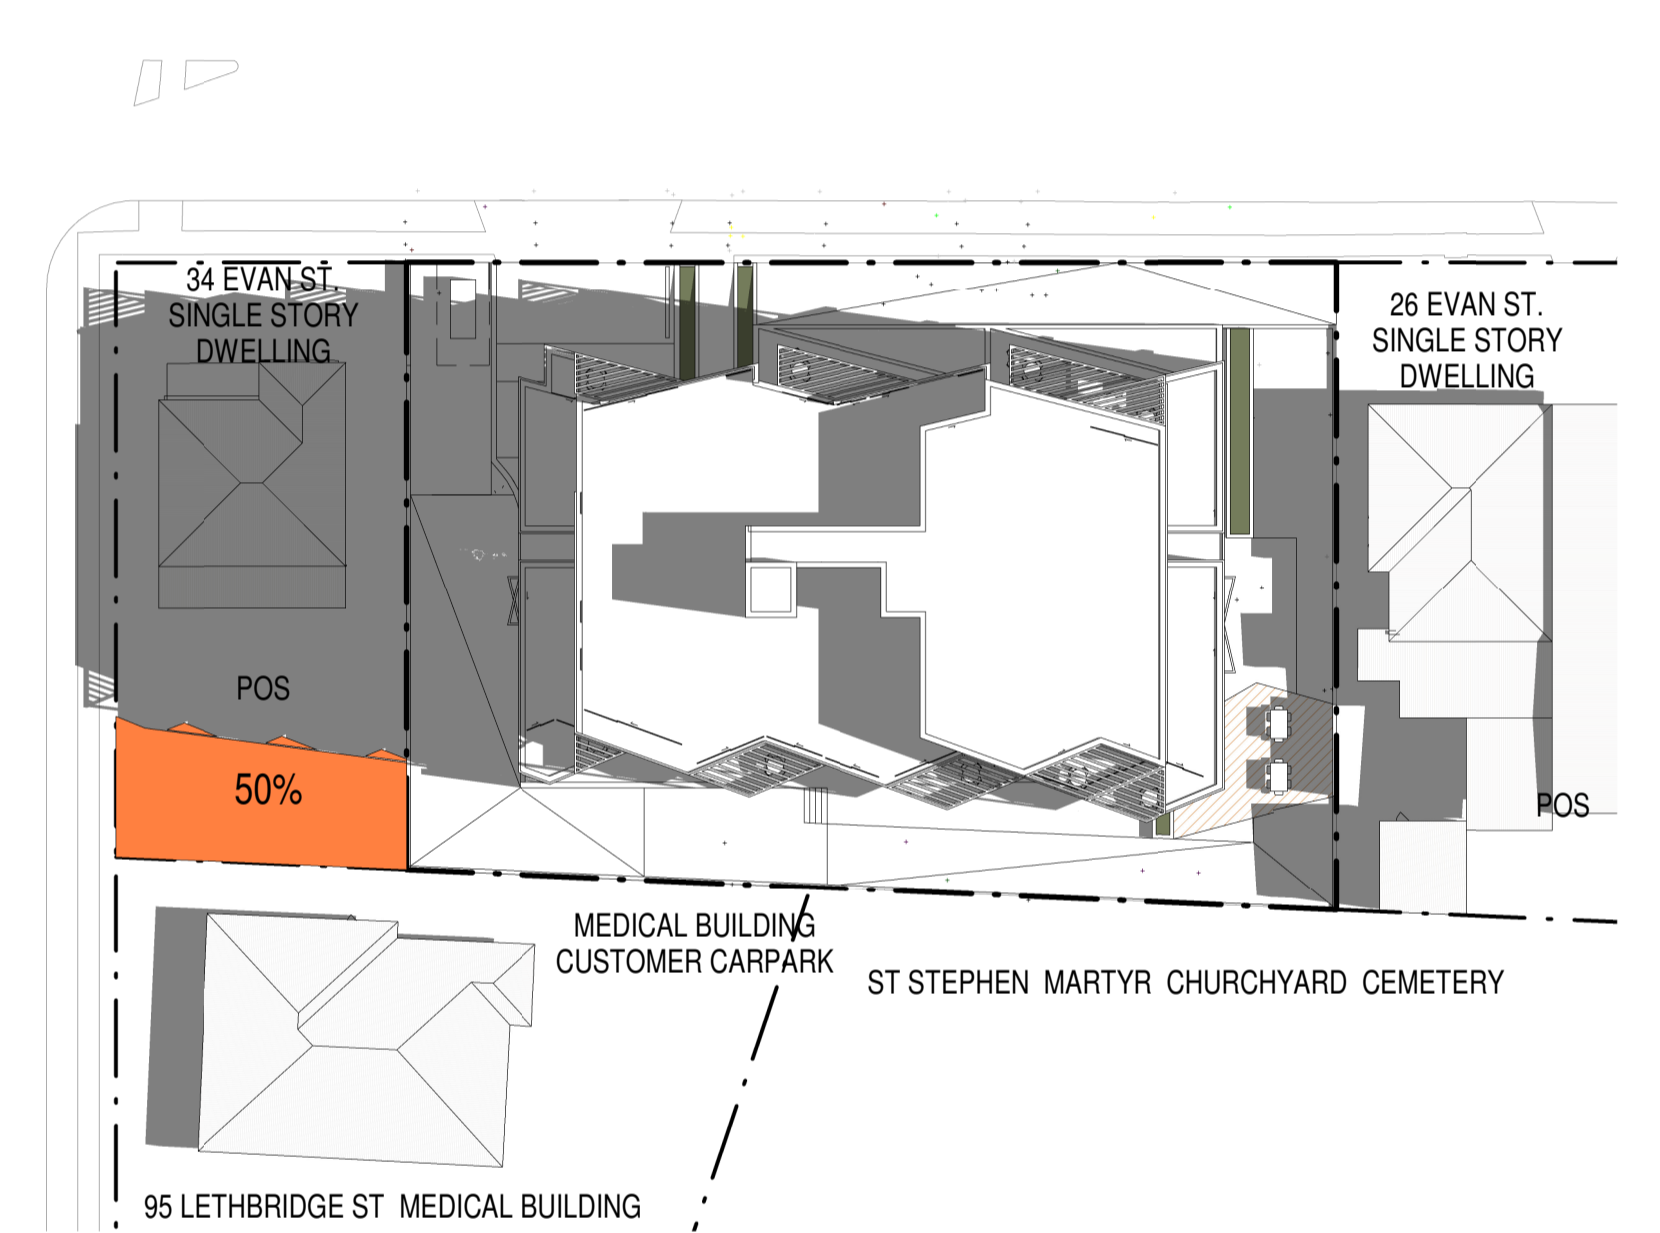 34 EVAN ST.
SINGLE STORY
DWELLING
26 EVAN ST.
SINGLE STORY
DWELLING
POS
50%
POS
MEDICAL BUILDING
CUSTOMER CARPARK
ST STEPHEN MARTYR CHURCHYARD CEMETERY
95 LETHBRIDGE ST MEDICAL BUILDING